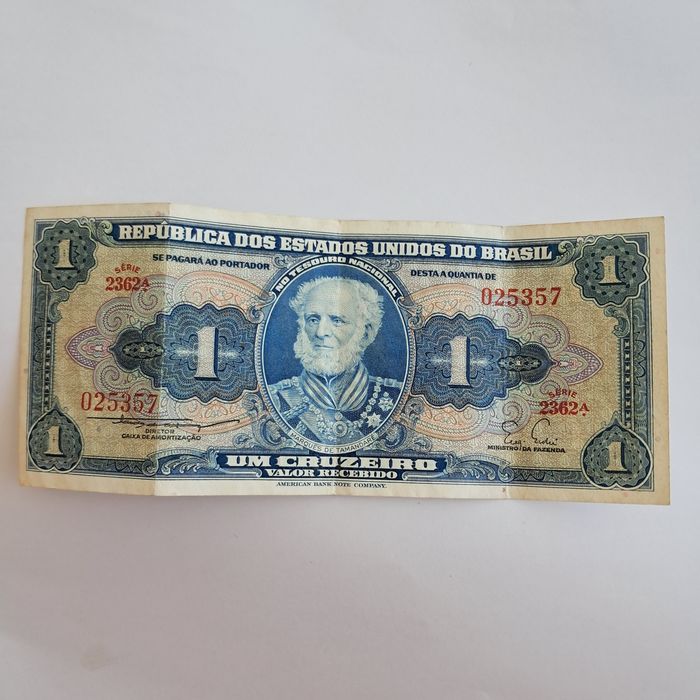 REPÚBLICA DOS ESTADOS UNIDOS DO BRASIL
1
1
SE PAGARÁ AO PORTADOR
NO TESOURO NACIONAL
DESTA A QUANTIA DE
SÉRIE
2362A
025357
1
1
025357
SÉRIE
2362A
DIRETOR
CAIXA DE AMORTIZAÇÃO
MARQUÊS DE TAMANDARÉ
MINISTRO DA FAZENDA
1
1
UM CRUZEIRO
VALOR RECEBIDO
AMERICAN BANK NOTE COMPANY.